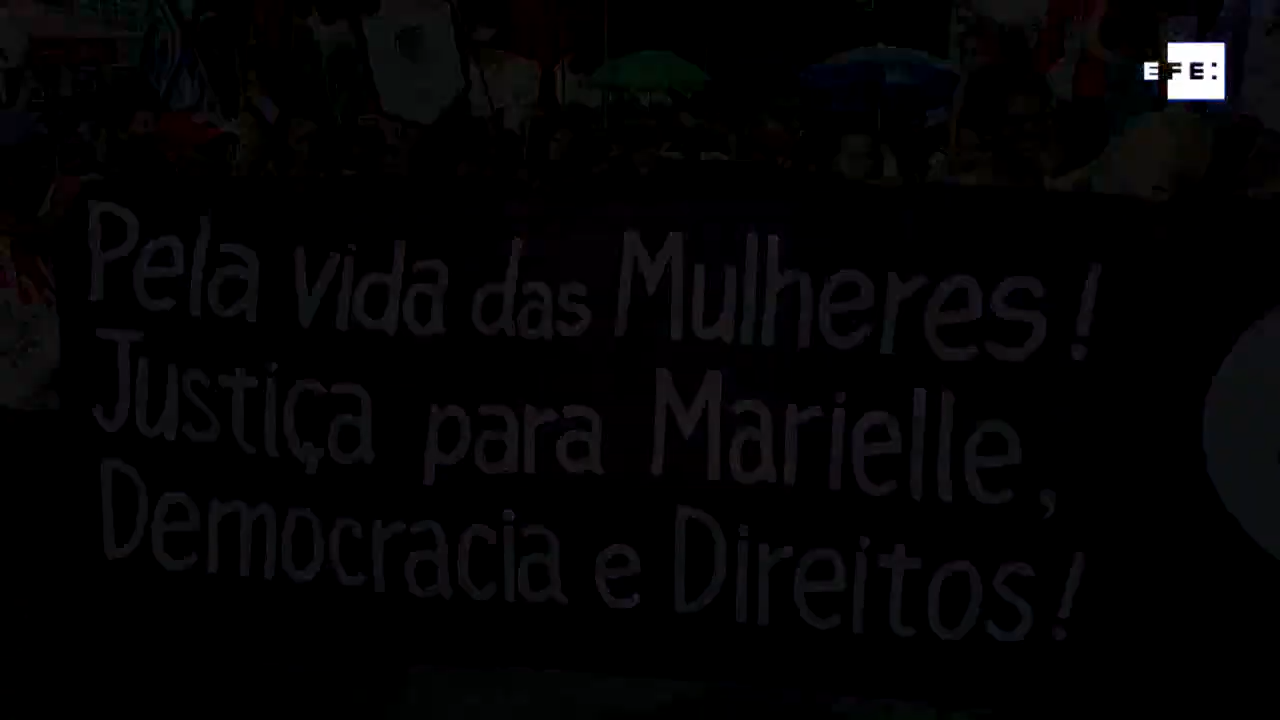 EFE:
Pela vida das Mulheres!
Justiça para Marielle,
Democracia e Direitos!